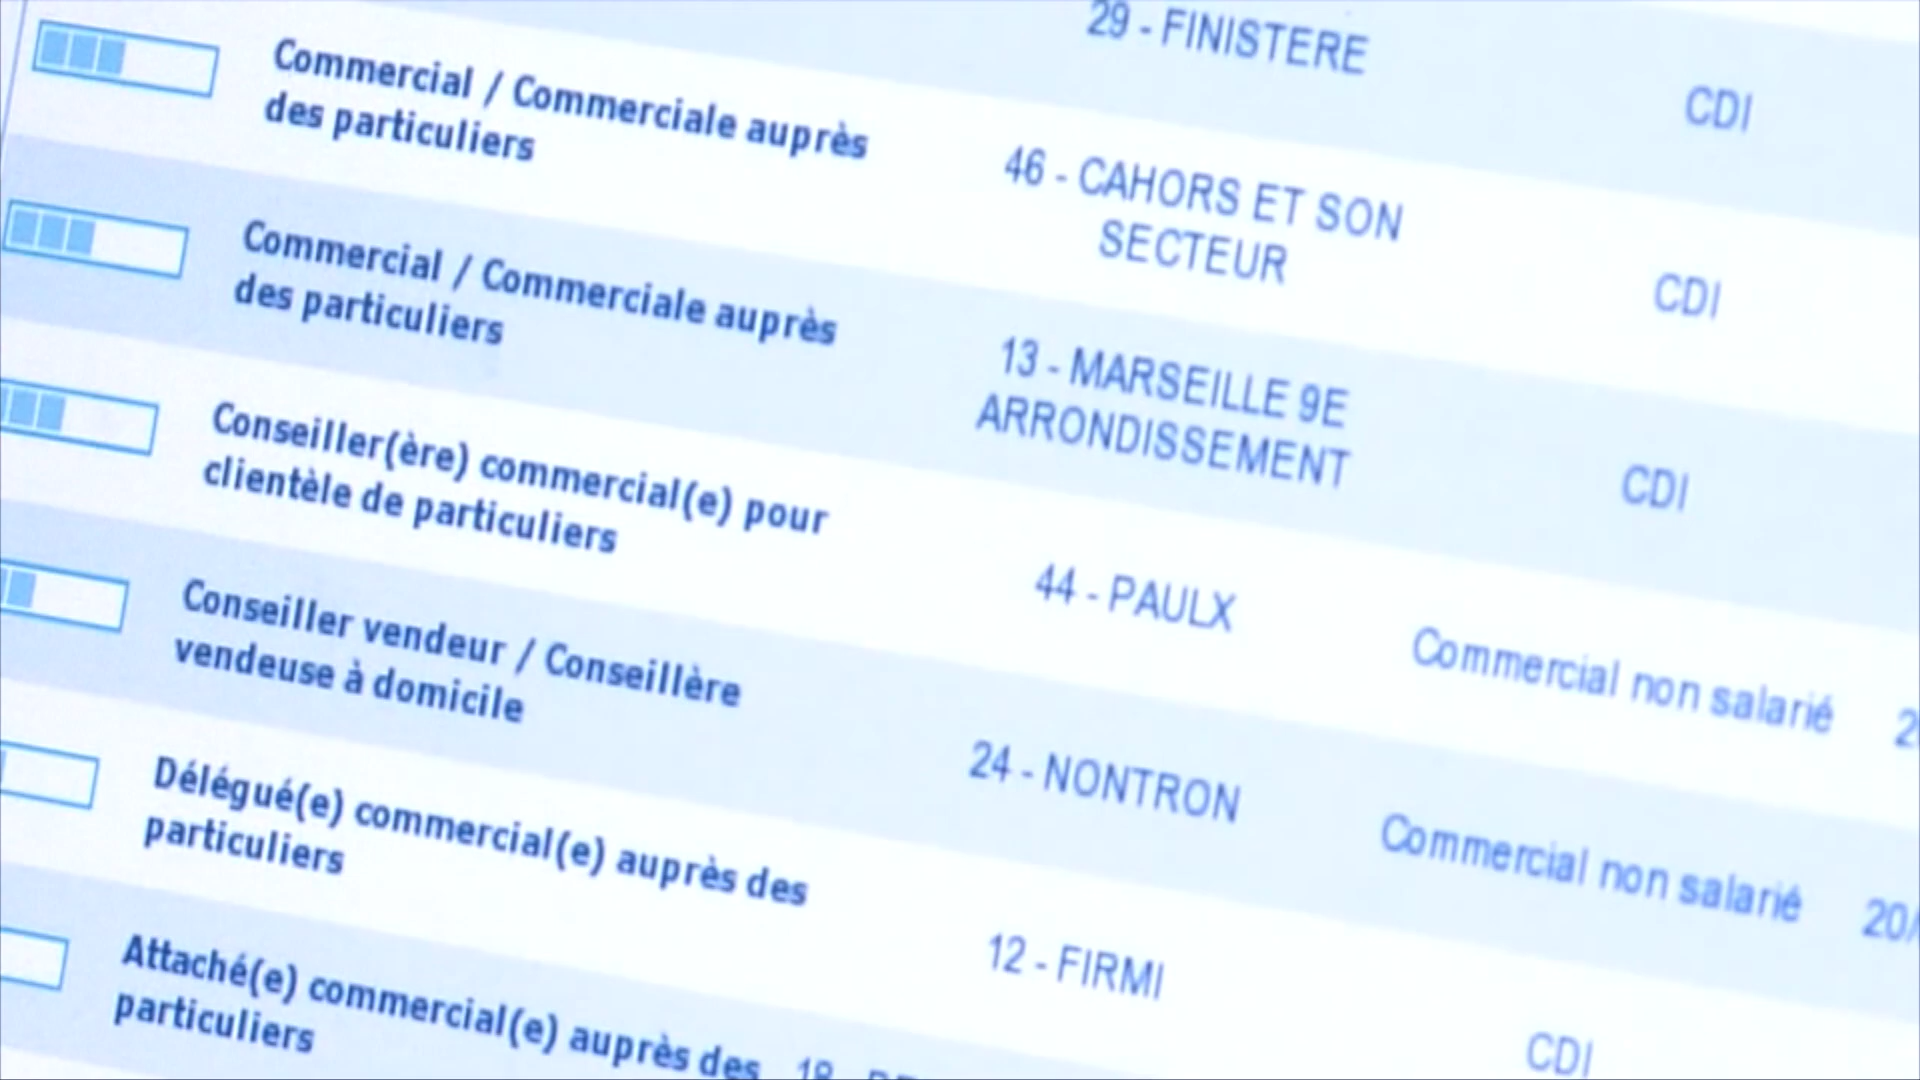 29 - FINISTERE
CDI
Commercial / Commerciale auprès
des particuliers
46 - CAHORS ET SON
SECTEUR
CDI
Commercial / Commerciale auprès
des particuliers
13 - MARSEILLE 9E
ARRONDISSEMENT
CDI
Conseiller(ère) commercial(e) pour
clientèle de particuliers
44 - PAULX
Commercial non salarié
Conseiller vendeur / Conseillère
vendeuse à domicile
24 - NONTRON
Commercial non salarié
20/
Délégué(e) commercial(e) auprès des
particuliers
12 - FIRMI
CDI
Attaché(e) commercial(e) auprès des
particuliers
18 -